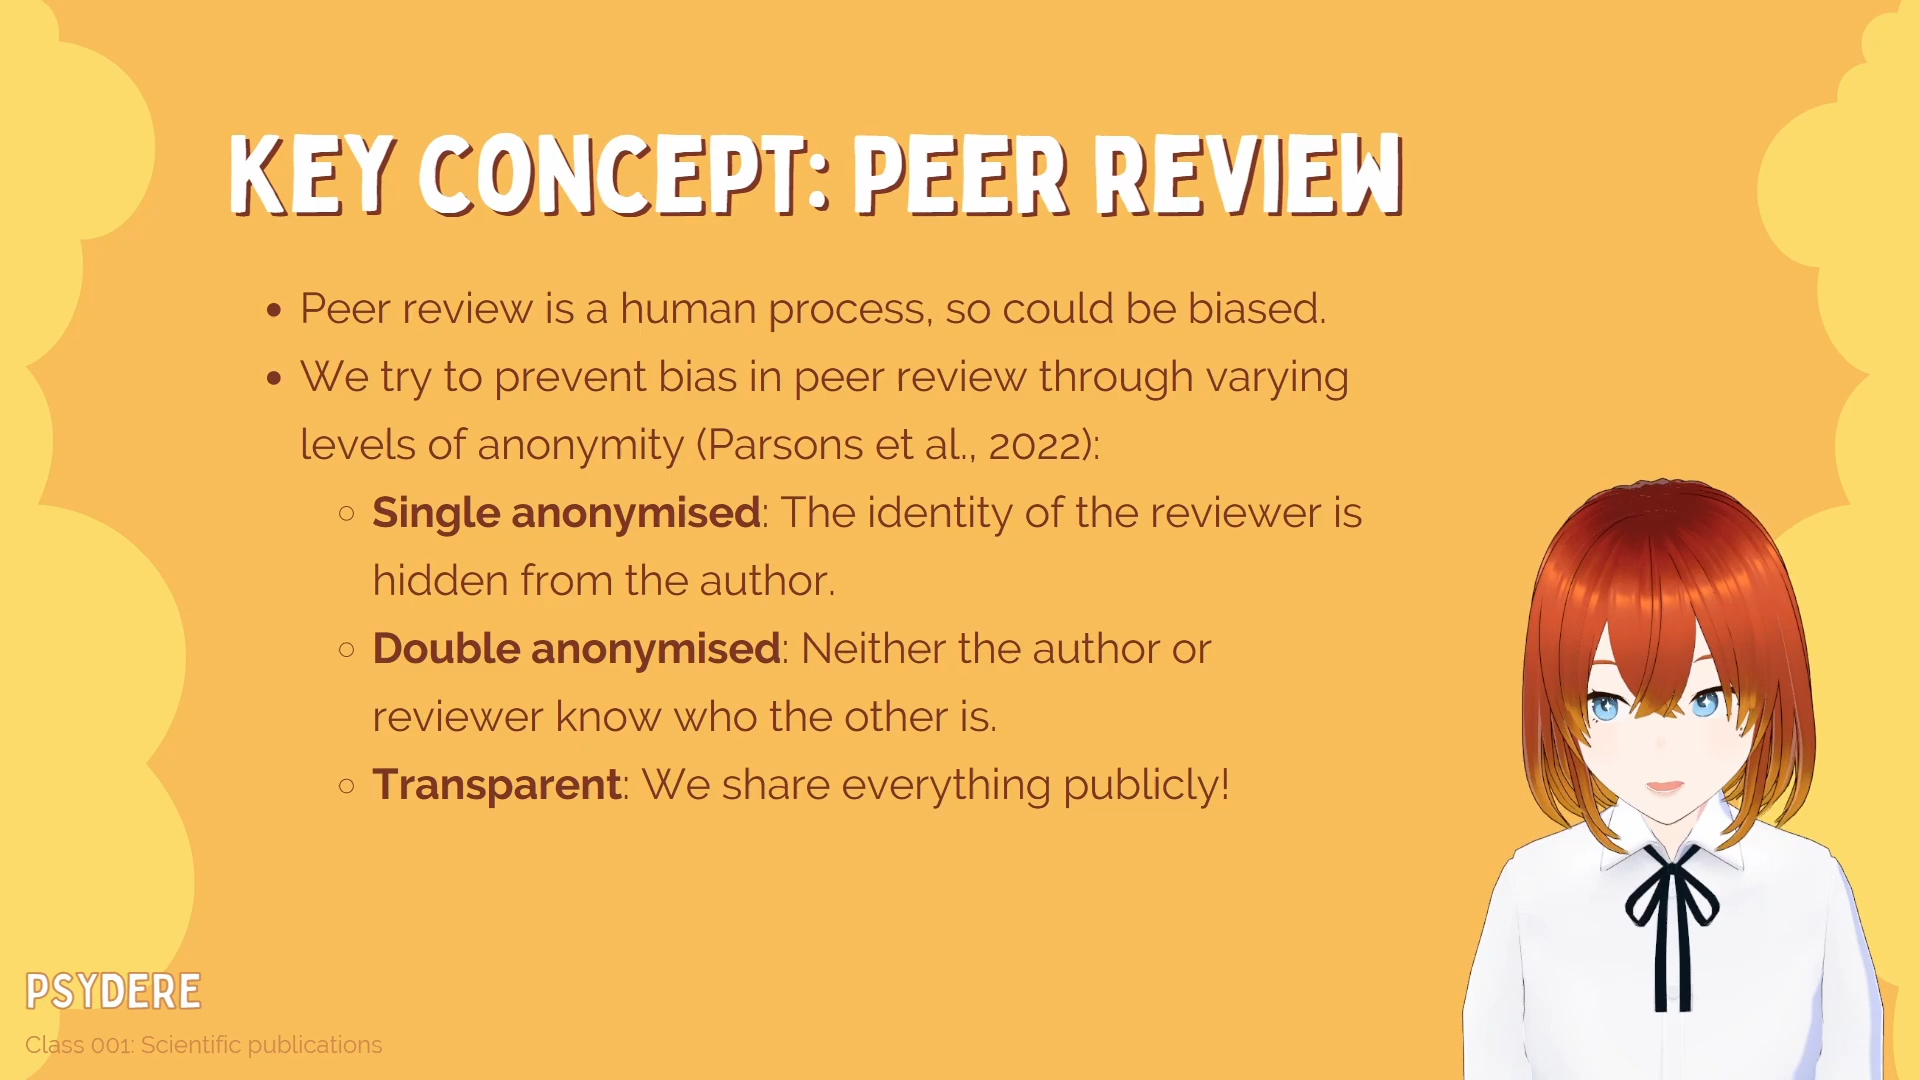 KEY CONCEPT: PEER REVIEW
• Peer review is a human process, so could be biased.
• We try to prevent bias in peer review through varying
levels of anonymity (Parsons et al., 2022):
○ Single anonymised: The identity of the reviewer is
hidden from the author.
○ Double anonymised: Neither the author or
reviewer know who the other is.
○ Transparent: We share everything publicly!
PSYDERE
Class 001: Scientific publications